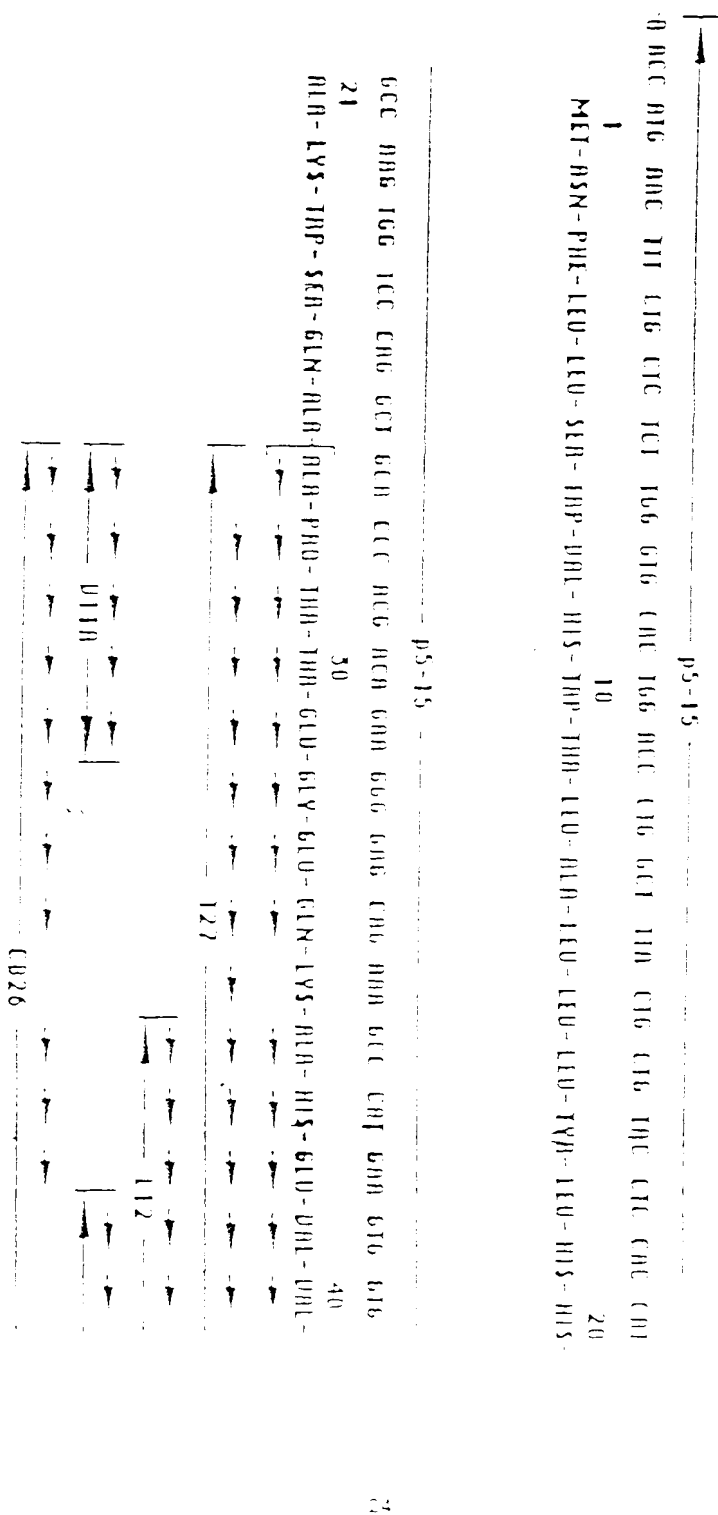 p5-15
A ACC ATG AAC TTT CTG CTC TCT TGG GTG CAC TGG ACC CTG GCT TTA CTG CTG TAC CTC CAC CAT
1 10 20
MET-ASN-PHE-LEU-LEU-SER-TRP-VAL-HIS-TRP-THR-LEU-ALA-LEU-LEU-LEU-TYR-LEU-HIS-HIS-
p5-15
GCC AAG TGG TCC CAG GCT GCA CCC ACG ACA GAA GGG GAG CAG AAA GCC CAT GAA GTG GTG
21 30 40
ALA-LYS-TRP-SER-GLN-ALA-ALA-PRO-THR-THR-GLU-GLY-GLU-GLN-LYS-ALA-HIS-GLU-VAL-VAL-
T27
L12
V11A
CB26